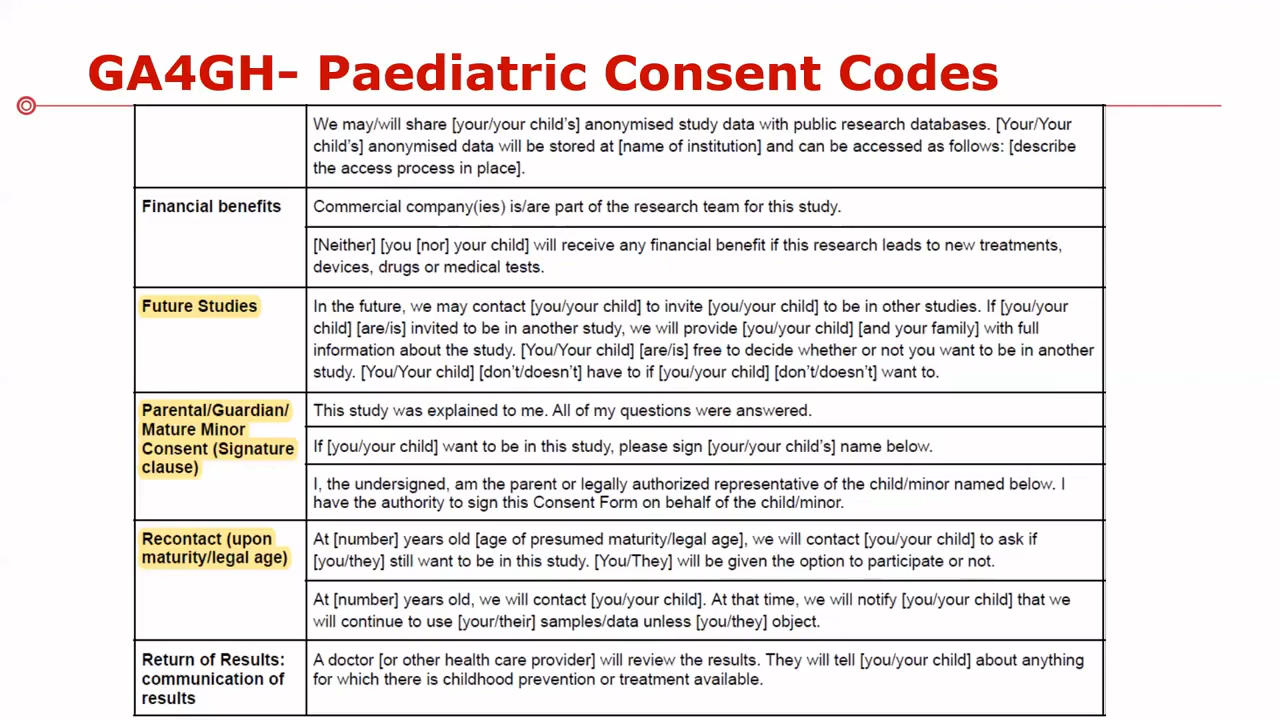 GA4GH- Paediatric Consent Codes
We may/will share [your/your child's] anonymised study data with public research databases. [Your/Your
child's] anonymised data will be stored at [name of institution] and can be accessed as follows: [describe
the access process in place].
Financial benefits
Commercial company(ies) is/are part of the research team for this study.
[Neither] [you [nor] your child] will receive any financial benefit if this research leads to new treatments,
devices, drugs or medical tests.
Future Studies
In the future, we may contact [you/your child] to invite [you/your child] to be in other studies. If [you/your
child] [are/is] invited to be in another study, we will provide [you/your child] [and your family] with full
information about the study. [You/Your child] [are/is] free to decide whether or not you want to be in another
study. [You/Your child] [don't/doesn't] have to if [you/your child] [don't/doesn't] want to.
Parental/Guardian/
Mature Minor
Consent (Signature
clause)
This study was explained to me. All of my questions were answered.
If [you/your child] want to be in this study, please sign [your/your child's] name below.
I, the undersigned, am the parent or legally authorized representative of the child/minor named below. I
have the authority to sign this Consent Form on behalf of the child/minor.
Recontact (upon
maturity/legal age)
At [number] years old [age of presumed maturity/legal age], we will contact [you/your child] to ask if
[you/they] still want to be in this study. [You/They] will be given the option to participate or not.
At [number] years old, we will contact [you/your child]. At that time, we will notify [you/your child] that we
will continue to use [your/their] samples/data unless [you/they] object.
Return of Results:
communication of
results
A doctor [or other health care provider] will review the results. They will tell [you/your child] about anything
for which there is childhood prevention or treatment available.